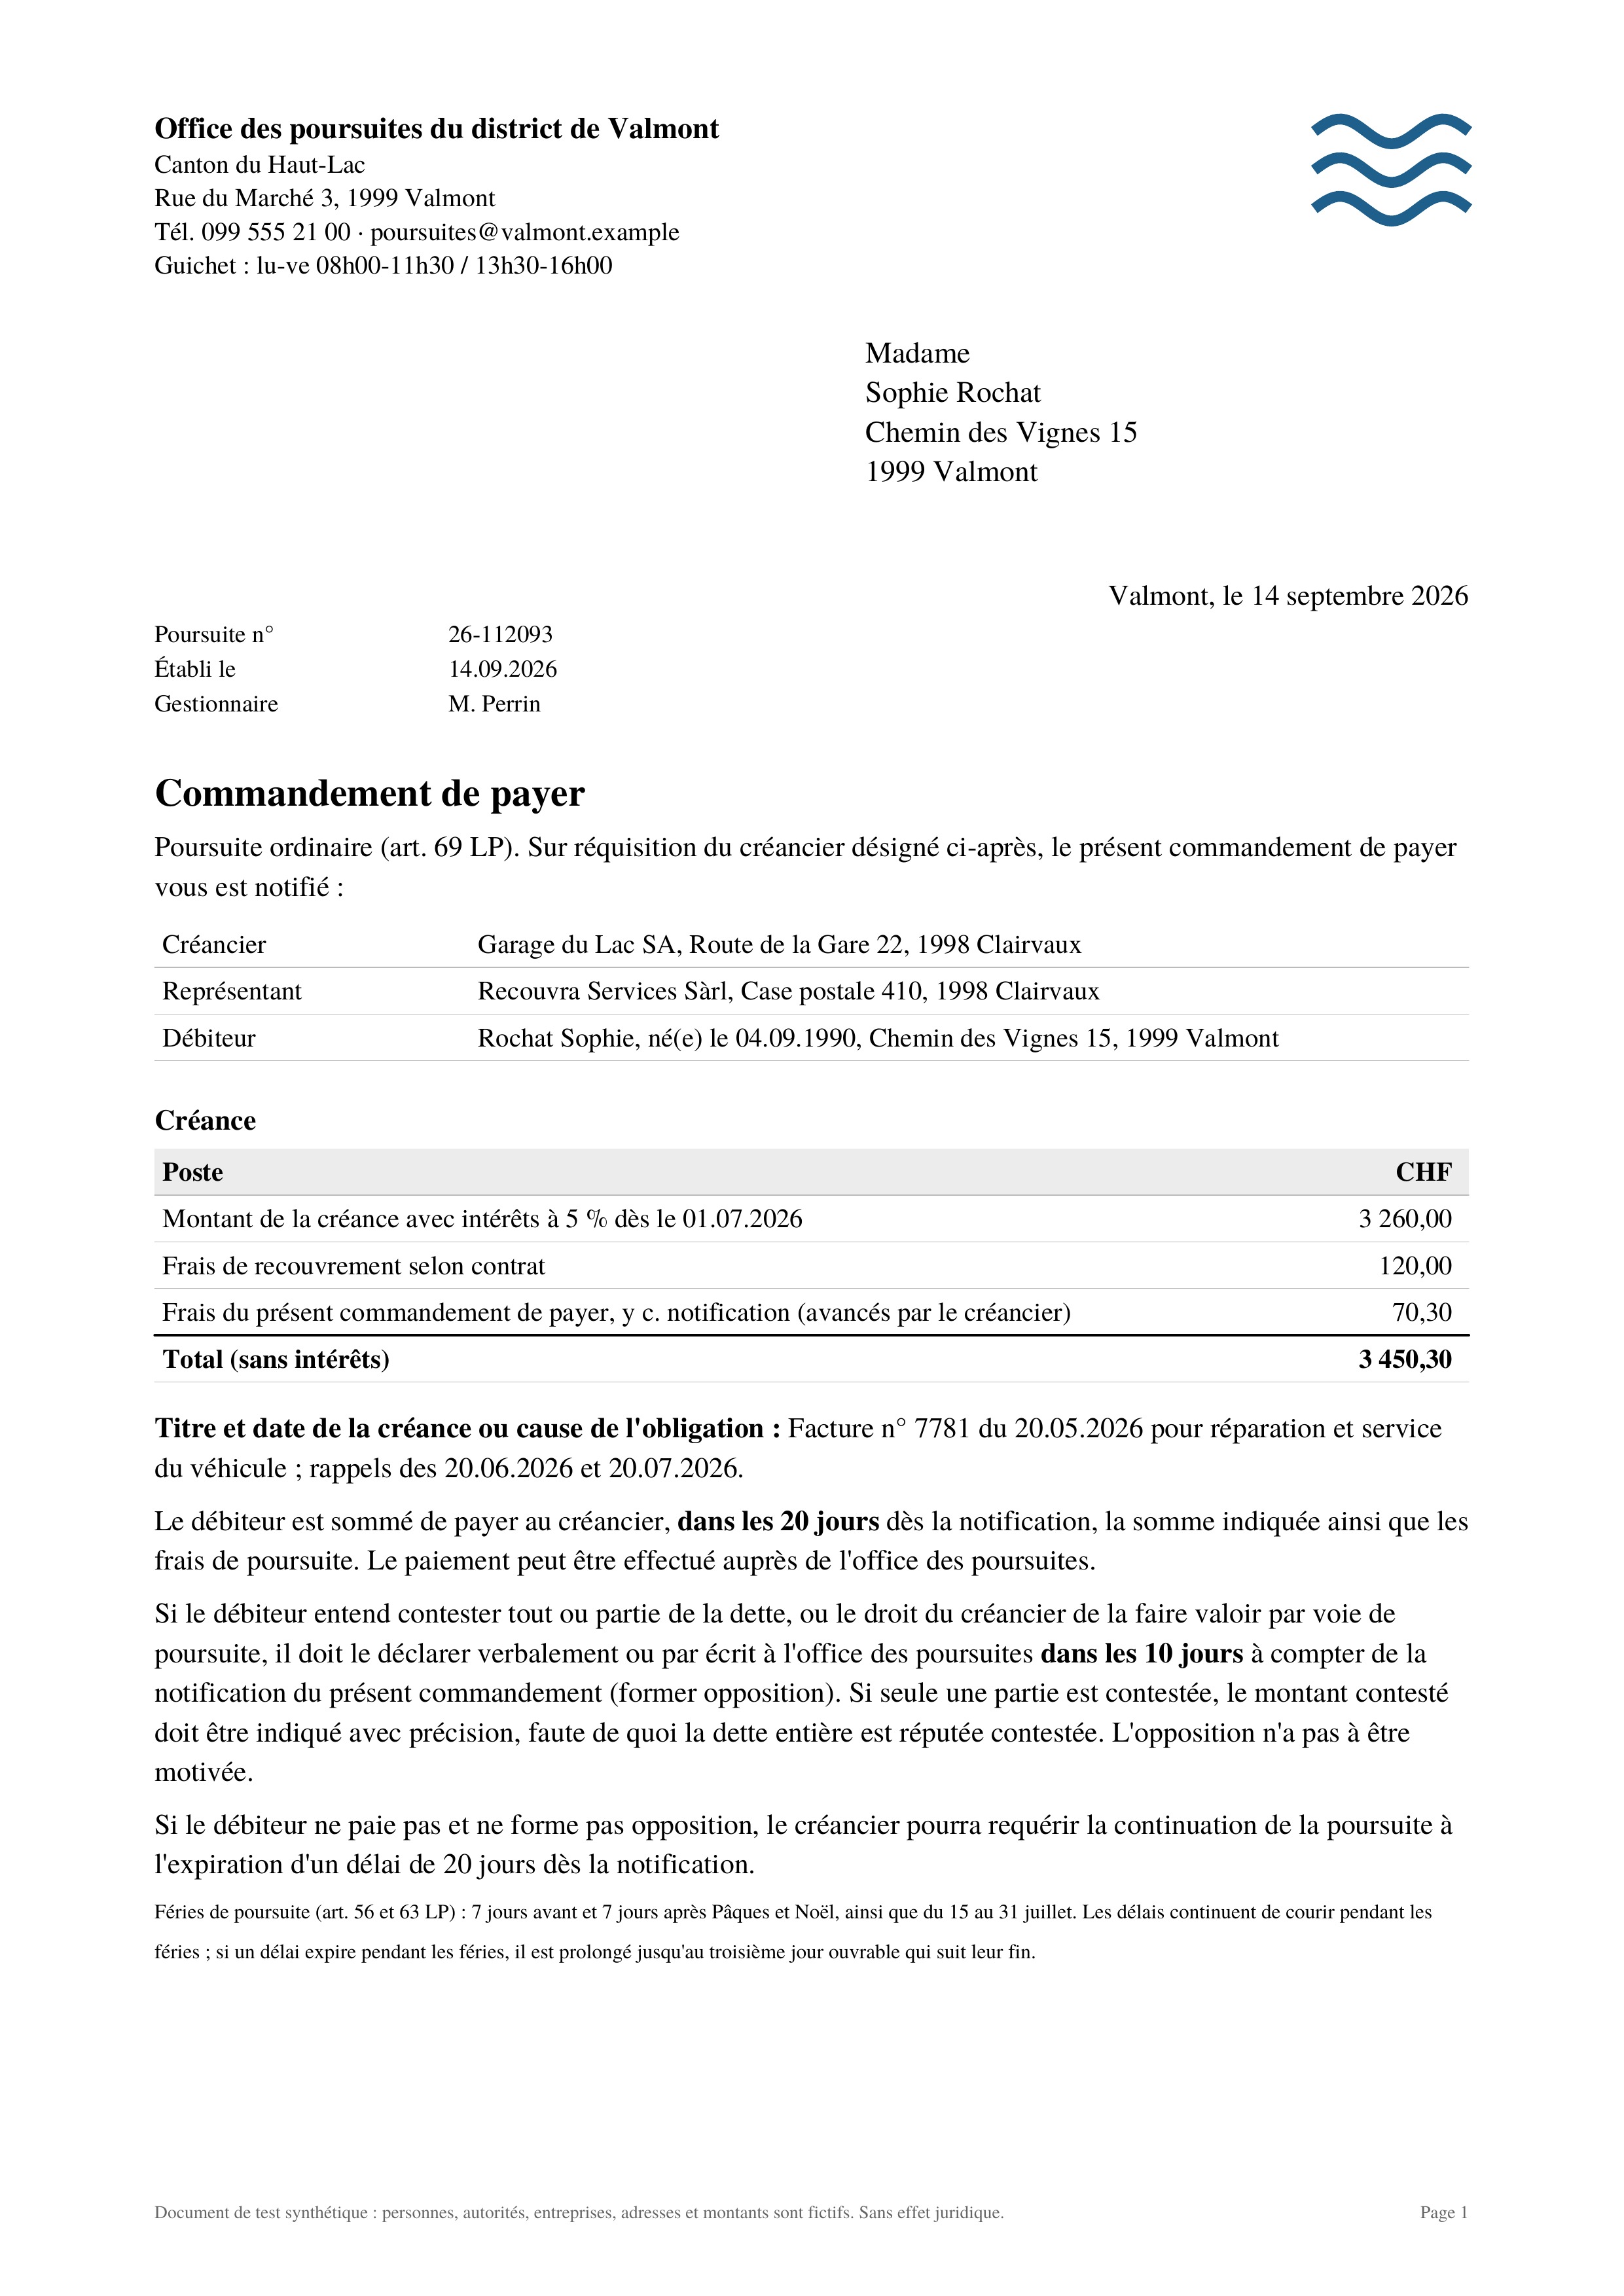 Office des poursuites du district de Valmont
Canton du Haut-Lac
Rue du Marché 3, 1999 Valmont
Tél. 099 555 21 00 · poursuites@valmont.example
Guichet : lu-ve 08h00-11h30 / 13h30-16h00
Madame
Sophie Rochat
Chemin des Vignes 15
1999 Valmont
Valmont, le 14 septembre 2026
Poursuite n° 26-112093
Établi le 14.09.2026
Gestionnaire M. Perrin
Commandement de payer
Poursuite ordinaire (art. 69 LP). Sur réquisition du créancier désigné ci-après, le présent commandement de payer
vous est notifié :
Créancier Garage du Lac SA, Route de la Gare 22, 1998 Clairvaux
Représentant Recouvra Services Sàrl, Case postale 410, 1998 Clairvaux
Débiteur Rochat Sophie, né(e) le 04.09.1990, Chemin des Vignes 15, 1999 Valmont
Créance
Poste CHF
Montant de la créance avec intérêts à 5 % dès le 01.07.2026 3 260,00
Frais de recouvrement selon contrat 120,00
Frais du présent commandement de payer, y c. notification (avancés par le créancier) 70,30
Total (sans intérêts) 3 450,30
Titre et date de la créance ou cause de l'obligation : Facture n° 7781 du 20.05.2026 pour réparation et service
du véhicule ; rappels des 20.06.2026 et 20.07.2026.
Le débiteur est sommé de payer au créancier, dans les 20 jours dès la notification, la somme indiquée ainsi que les
frais de poursuite. Le paiement peut être effectué auprès de l'office des poursuites.
Si le débiteur entend contester tout ou partie de la dette, ou le droit du créancier de la faire valoir par voie de
poursuite, il doit le déclarer verbalement ou par écrit à l'office des poursuites dans les 10 jours à compter de la
notification du présent commandement (former opposition). Si seule une partie est contestée, le montant contesté
doit être indiqué avec précision, faute de quoi la dette entière est réputée contestée. L'opposition n'a pas à être
motivée.
Si le débiteur ne paie pas et ne forme pas opposition, le créancier pourra requérir la continuation de la poursuite à
l'expiration d'un délai de 20 jours dès la notification.
Féries de poursuite (art. 56 et 63 LP) : 7 jours avant et 7 jours après Pâques et Noël, ainsi que du 15 au 31 juillet. Les délais continuent de courir pendant les
féries ; si un délai expire pendant les féries, il est prolongé jusqu'au troisième jour ouvrable qui suit leur fin.
Document de test synthétique : personnes, autorités, entreprises, adresses et montants sont fictifs. Sans effet juridique. Page 1